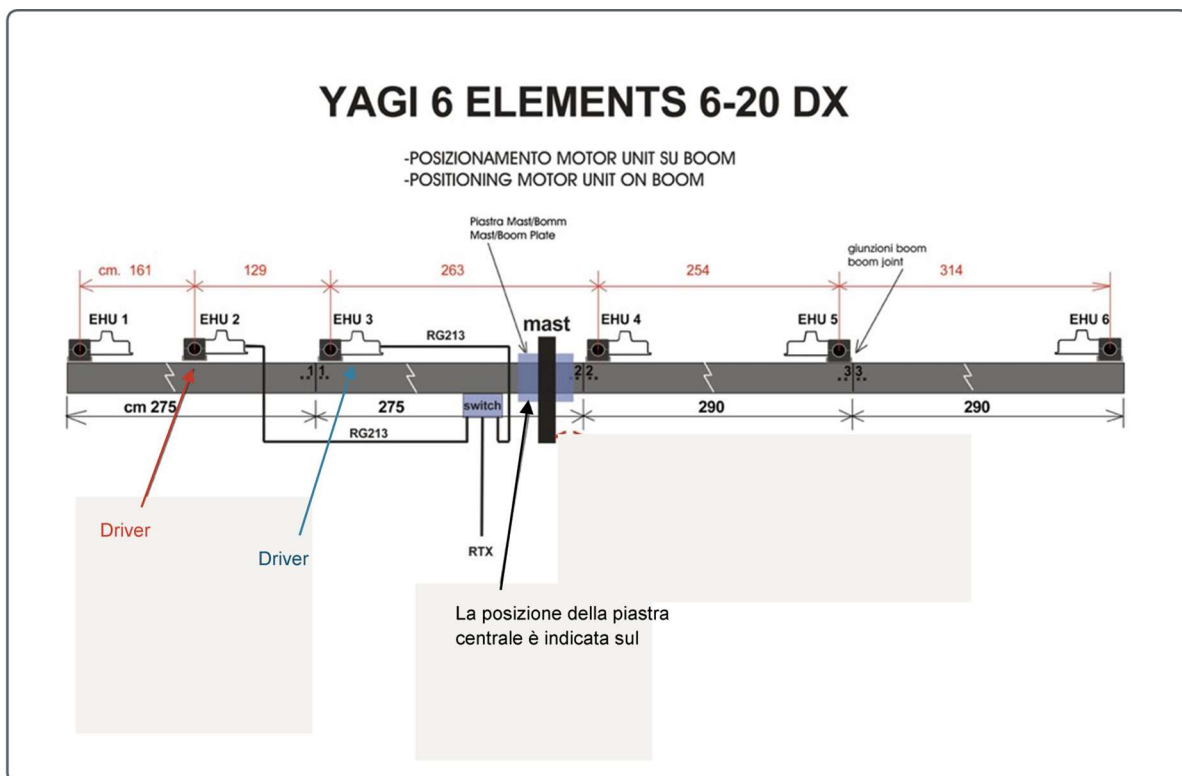 YAGI 6 ELEMENTS 6-20 DX
-POSIZIONAMENTO MOTOR UNIT SU BOOM
-POSITIONING MOTOR UNIT ON BOOM
Piastra Mast/Bomm
Mast/Boom Plate
giunzioni boom
boom joint
cm. 161
129
263
254
314
EHU 1
EHU 2
EHU 3
RG213
mast
EHU 4
EHU 5
EHU 6
1 1
2 2
3 3
cm 275
275
switch
290
290
RG213
RTX
Driver
Driver
La posizione della piastra
centrale è indicata sul